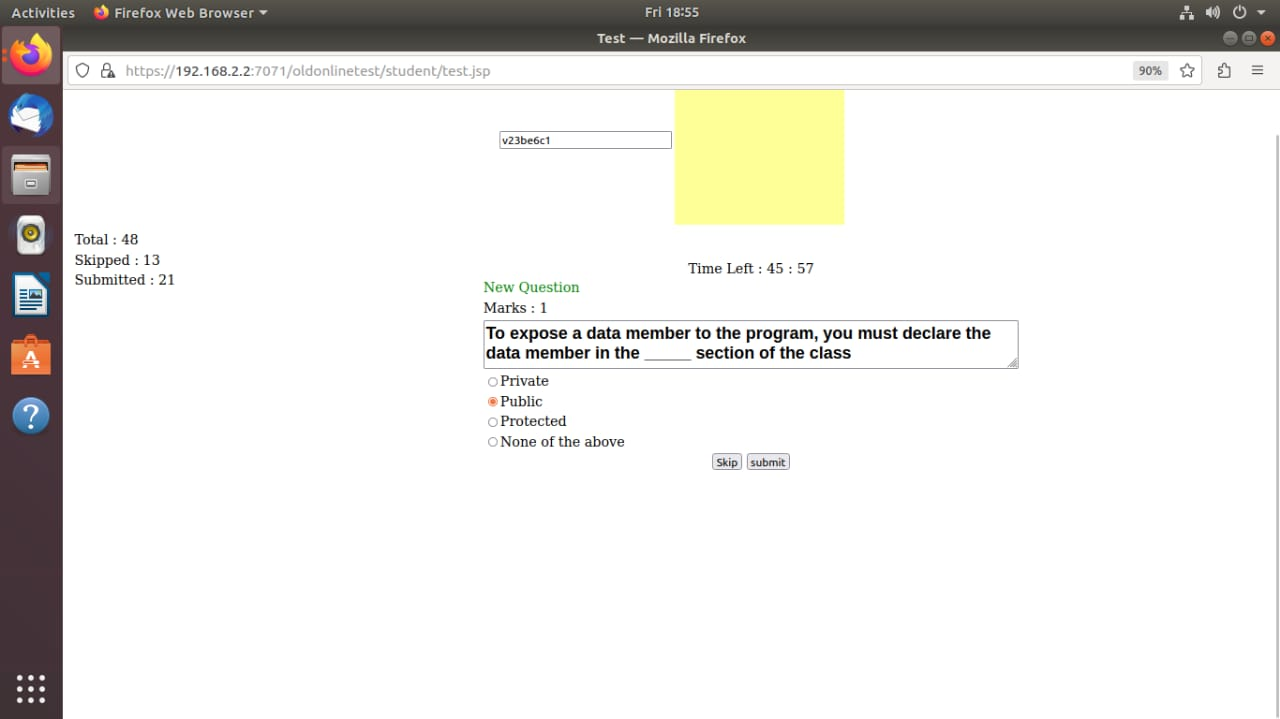 Activities
Firefox Web Browser
Fri 18:55
Test — Mozilla Firefox
https://192.168.2.2:7071/oldonlinetest/student/test.jsp
90%
v23be6c1
Total : 48
Skipped : 13
Submitted : 21
Time Left : 45 : 57
New Question
Marks : 1
To expose a data member to the program, you must declare the
data member in the _____ section of the class
Private
Public
Protected
None of the above
Skip submit